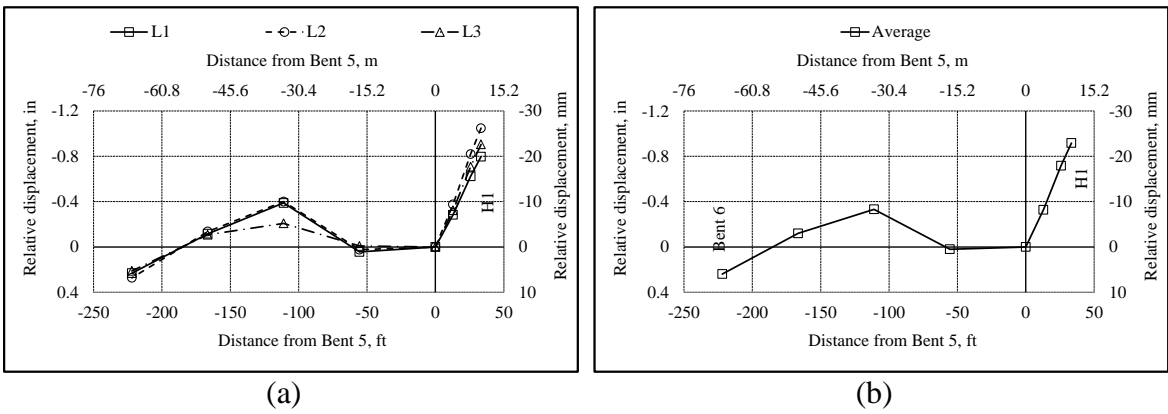 L1 L2 L3
Distance from Bent 5, m
-76 -60.8 -45.6 -30.4 -15.2 0 15.2
Relative displacement, in
-1.2 -30
-0.8 -20
-0.4 -10
0 0
0.4 10
Relative displacement, mm
H1
-250 -200 -150 -100 -50 0 50
Distance from Bent 5, ft
(a)
Average
Distance from Bent 5, m
-76 -60.8 -45.6 -30.4 -15.2 0 15.2
Relative displacement, in
-1.2 -30
-0.8 -20
-0.4 -10
0 0
0.4 10
Relative displacement, mm
Bent 6
H1
-250 -200 -150 -100 -50 0 50
Distance from Bent 5, ft
(b)